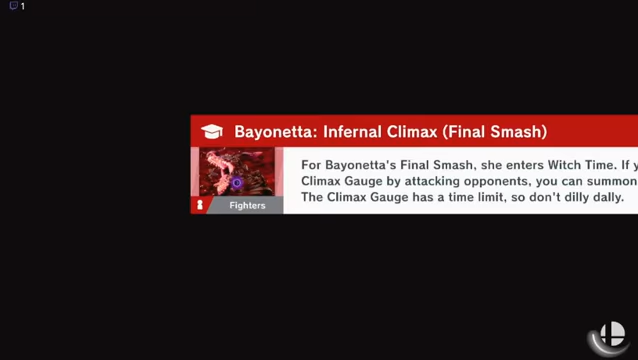 1
Bayonetta: Infernal Climax (Final Smash)
For Bayonetta's Final Smash, she enters Witch Time. If
Climax Gauge by attacking opponents, you can summon
The Climax Gauge has a time limit, so don't dilly dally.
Fighters